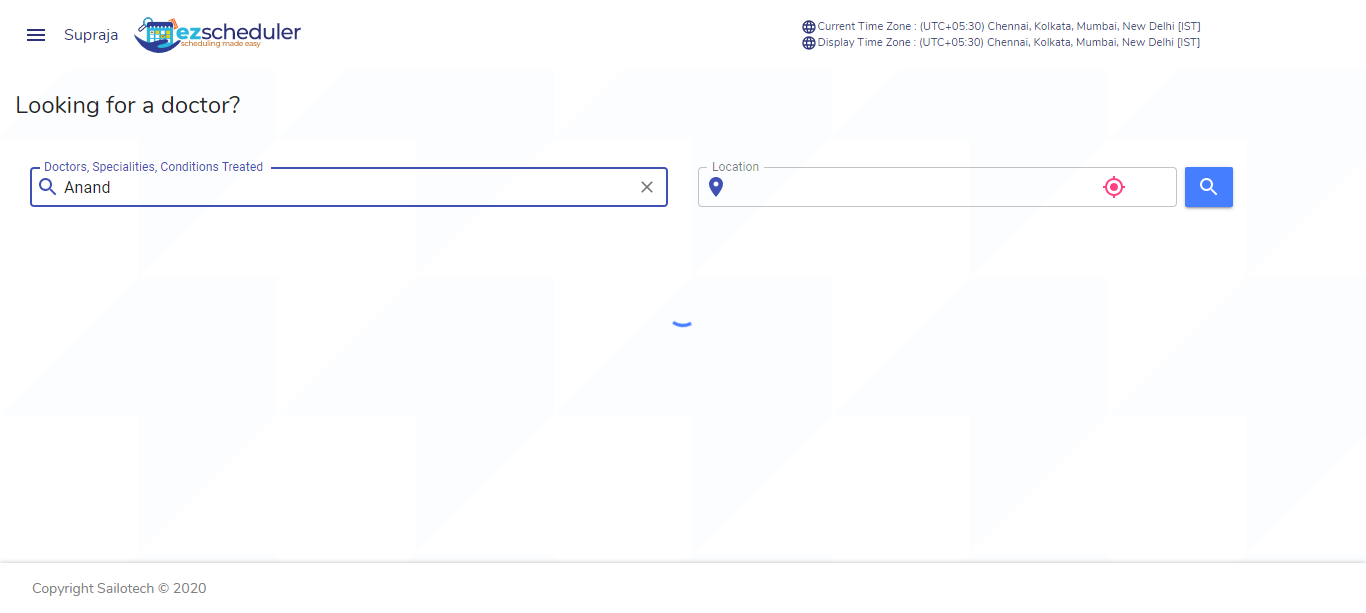 Supraja
ezscheduler
scheduling made easy
Current Time Zone : (UTC+05:30) Chennai, Kolkata, Mumbai, New Delhi [IST]
Display Time Zone : (UTC+05:30) Chennai, Kolkata, Mumbai, New Delhi [IST]
Looking for a doctor?
Doctors, Specialities, Conditions Treated
Anand
Location
Copyright Sailotech © 2020